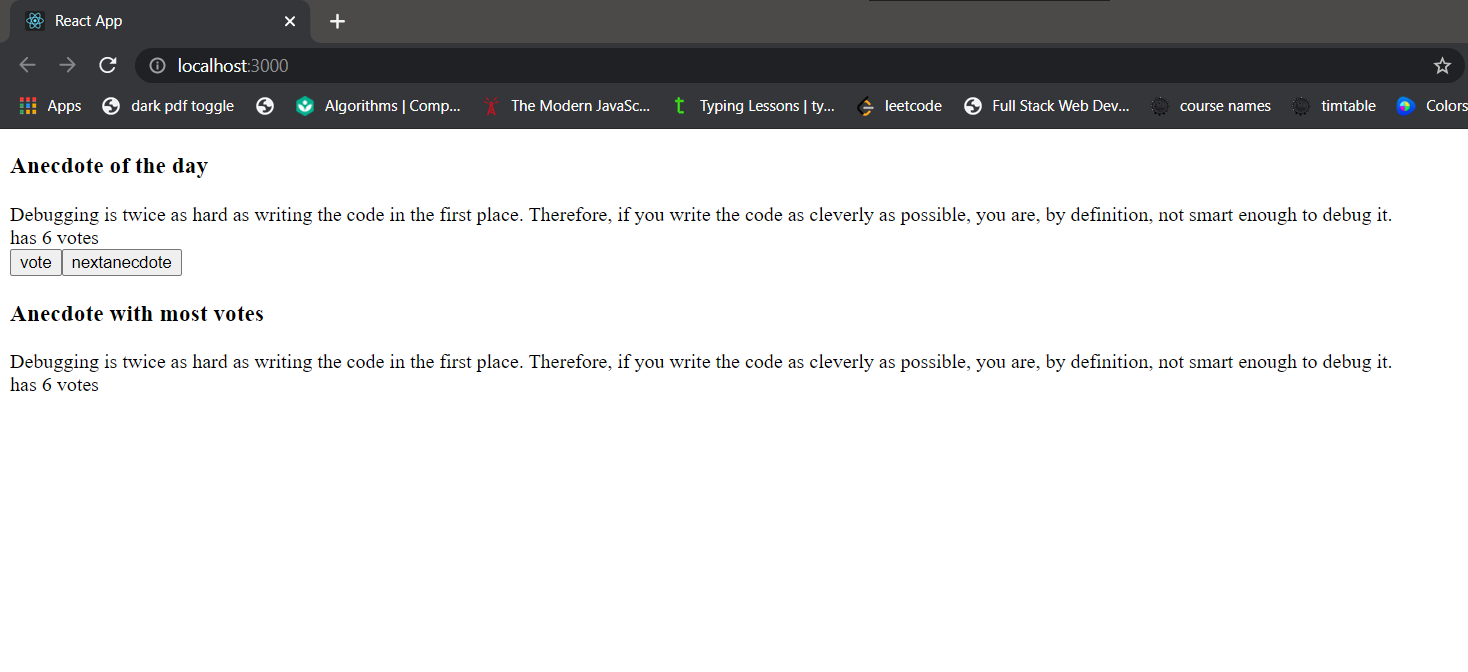 React App
localhost:3000
Apps dark pdf toggle Algorithms | Comp... The Modern JavaSc... t Typing Lessons | ty... leetcode Full Stack Web Dev... course names timtable Colors
Anecdote of the day
Debugging is twice as hard as writing the code in the first place. Therefore, if you write the code as cleverly as possible, you are, by definition, not smart enough to debug it.
has 6 votes
vote nextanecdote
Anecdote with most votes
Debugging is twice as hard as writing the code in the first place. Therefore, if you write the code as cleverly as possible, you are, by definition, not smart enough to debug it.
has 6 votes